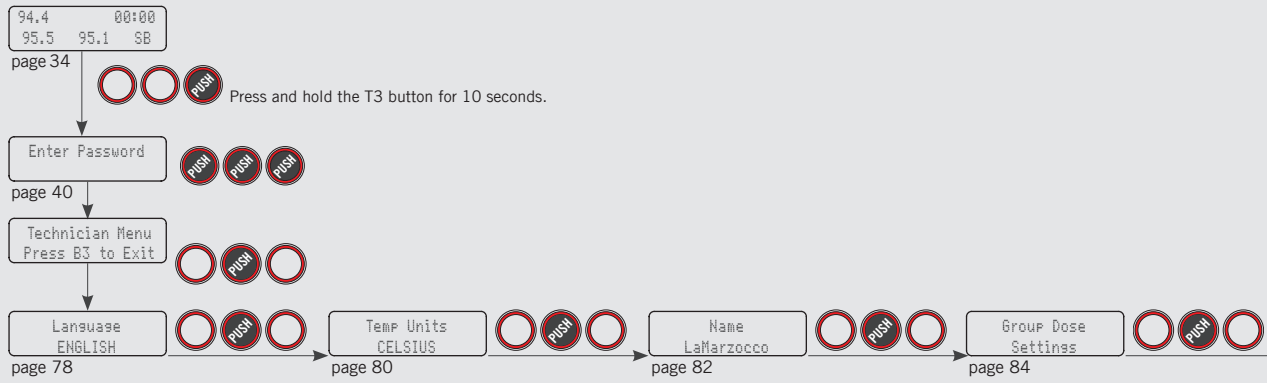 94.4 00:00
95.5 95.1 SB
page 34
PUSH
Press and hold the T3 button for 10 seconds.
Enter Password
PUSH PUSH PUSH
page 40
Technician Menu
Press B3 to Exit
PUSH
Language
ENGLISH
page 78
PUSH
Temp Units
CELSIUS
page 80
PUSH
Name
LaMarzocco
page 82
PUSH
Group Dose
Settings
page 84
PUSH